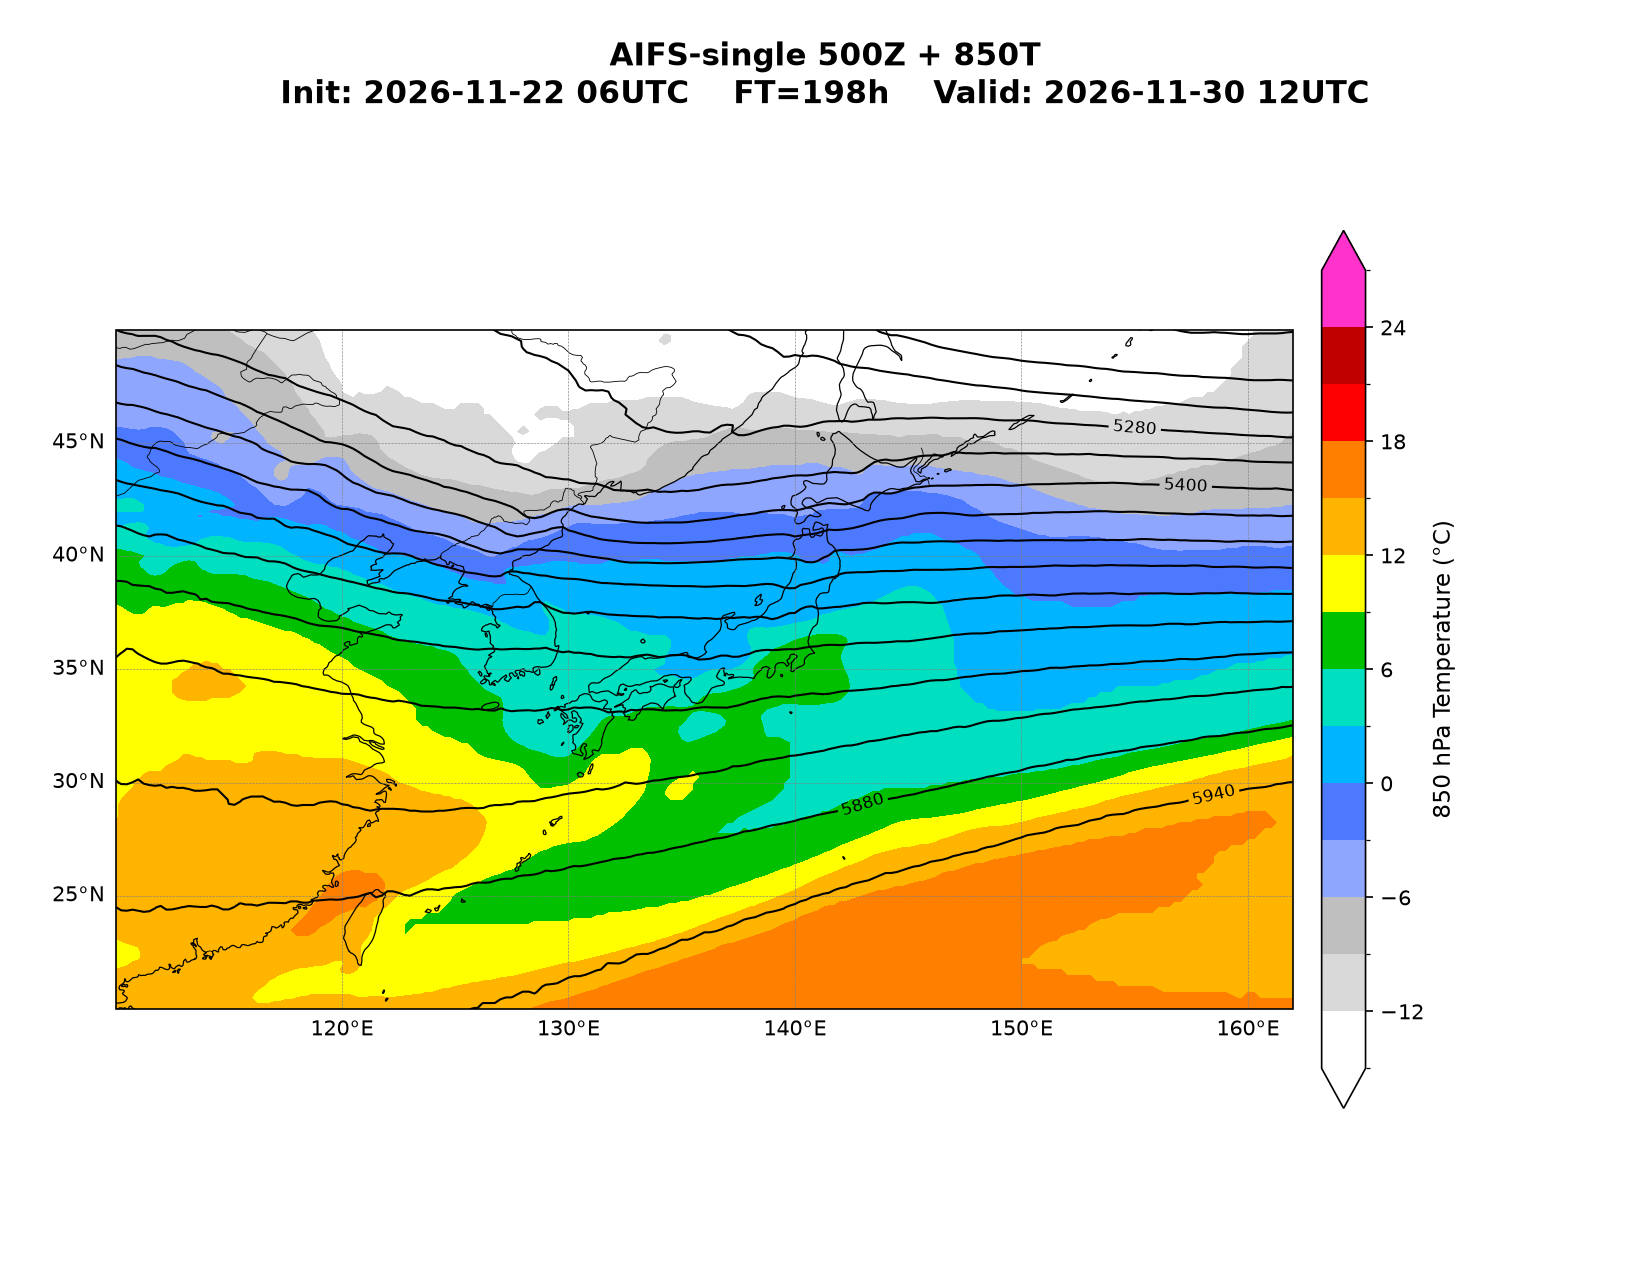 AIFS-single 500Z + 850T
Init: 2026-11-22 06UTC    FT=198h    Valid: 2026-11-30 12UTC
45°N
40°N
35°N
30°N
25°N
120°E
130°E
140°E
150°E
160°E
5280
5400
5880
5940
24
18
12
6
0
−6
−12
850 hPa Temperature (°C)